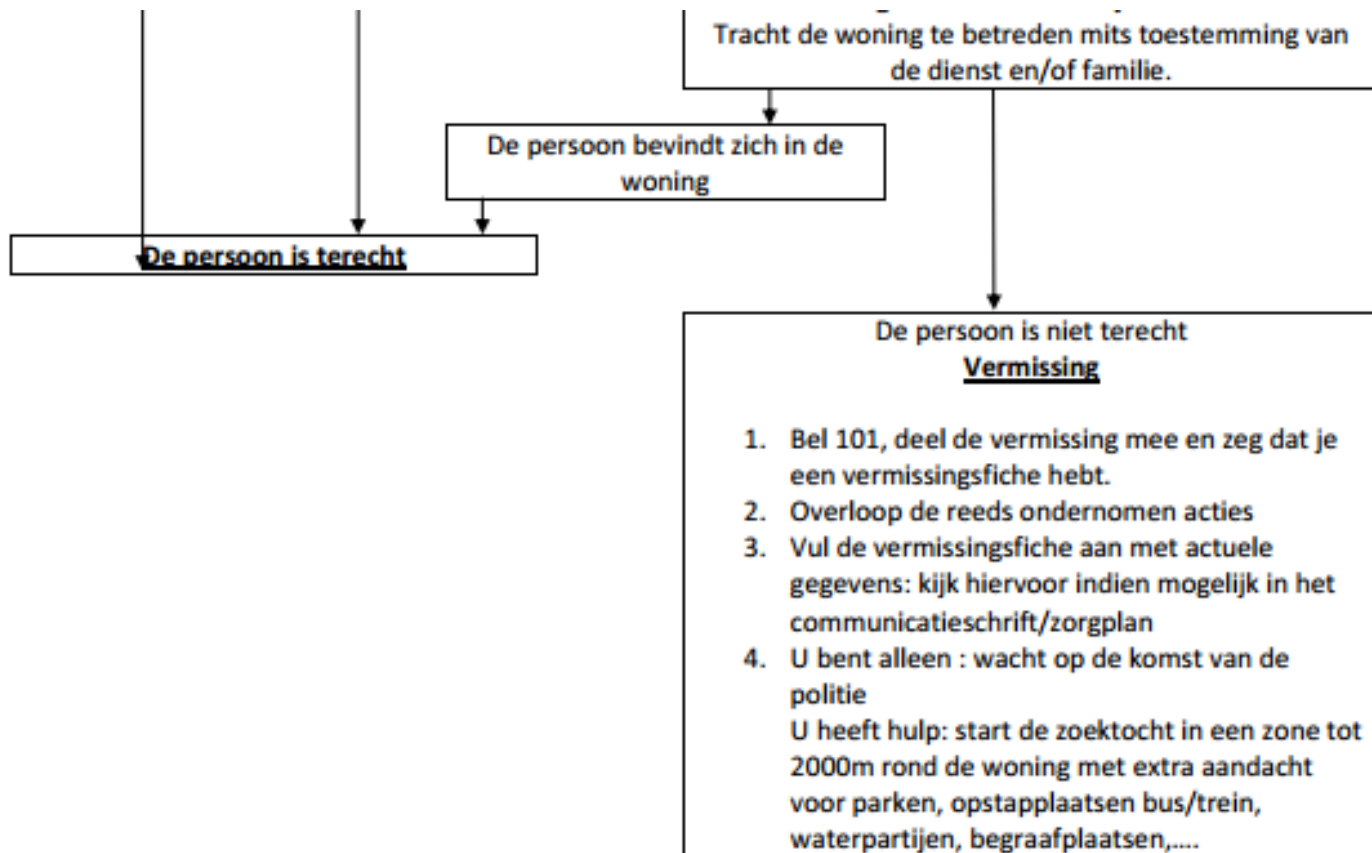 Tracht de woning te betreden mits toestemming van
de dienst en/of familie.
De persoon bevindt zich in de
woning
De persoon is terecht
De persoon is niet terecht
Vermissing
1. Bel 101, deel de vermissing mee en zeg dat je
een vermissingsfiche hebt.
2. Overloop de reeds ondernomen acties
3. Vul de vermissingsfiche aan met actuele
gegevens: kijk hiervoor indien mogelijk in het
communicatieschrift/zorgplan
4. U bent alleen : wacht op de komst van de
politie
U heeft hulp: start de zoektocht in een zone tot
2000m rond de woning met extra aandacht
voor parken, opstapplaatsen bus/trein,
waterpartijen, begraafplaatsen,....